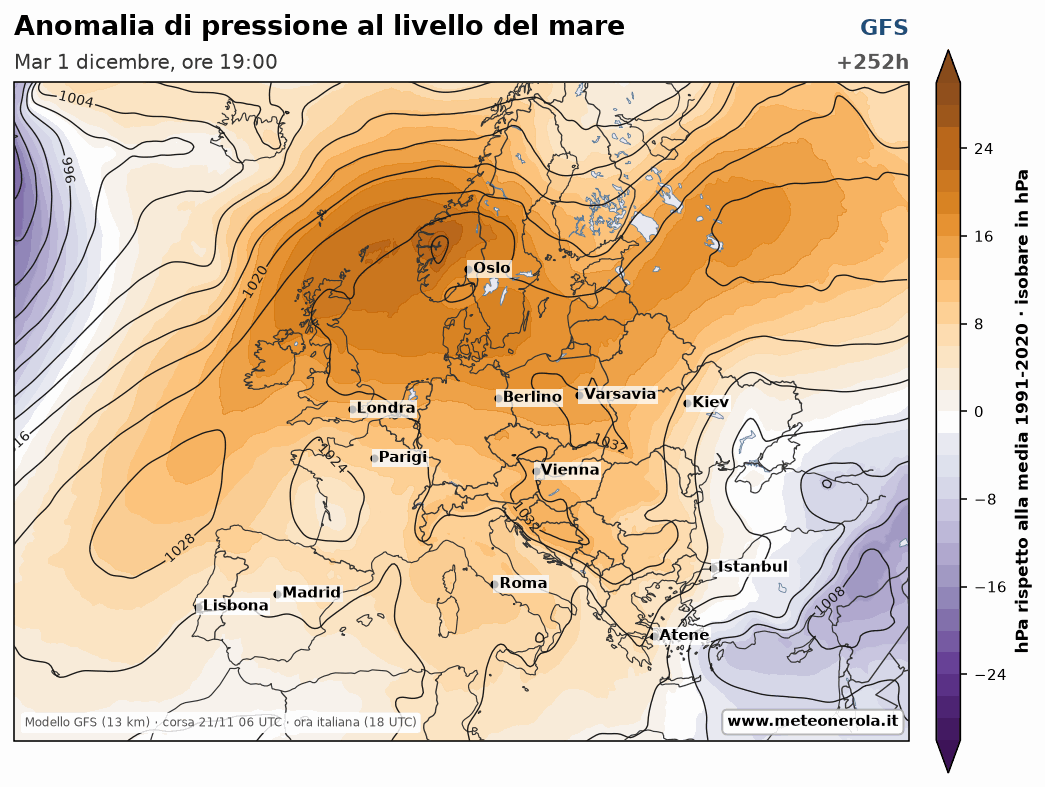 Anomalia di pressione al livello del mare
GFS
Mar 1 dicembre, ore 19:00
+252h
1004
996
1020
16
1024
1028
1032
1032
1008
Oslo
Londra
Berlino
Varsavia
Kiev
Parigi
Vienna
Istanbul
Roma
Madrid
Lisbona
Atene
24
16
8
0
−8
−16
−24
hPa rispetto alla media 1991-2020 · isobare in hPa
Modello GFS (13 km) · corsa 21/11 06 UTC · ora italiana (18 UTC)
www.meteonerola.it